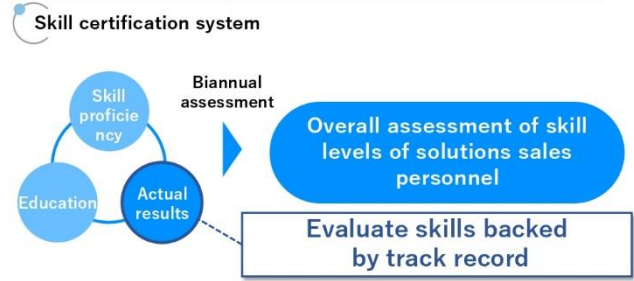 Skill certification system
Biannual
assessment
Skill
proficie
ncy
Education
Actual
results
Overall assessment of skill
levels of solutions sales
personnel
Evaluate skills backed
by track record